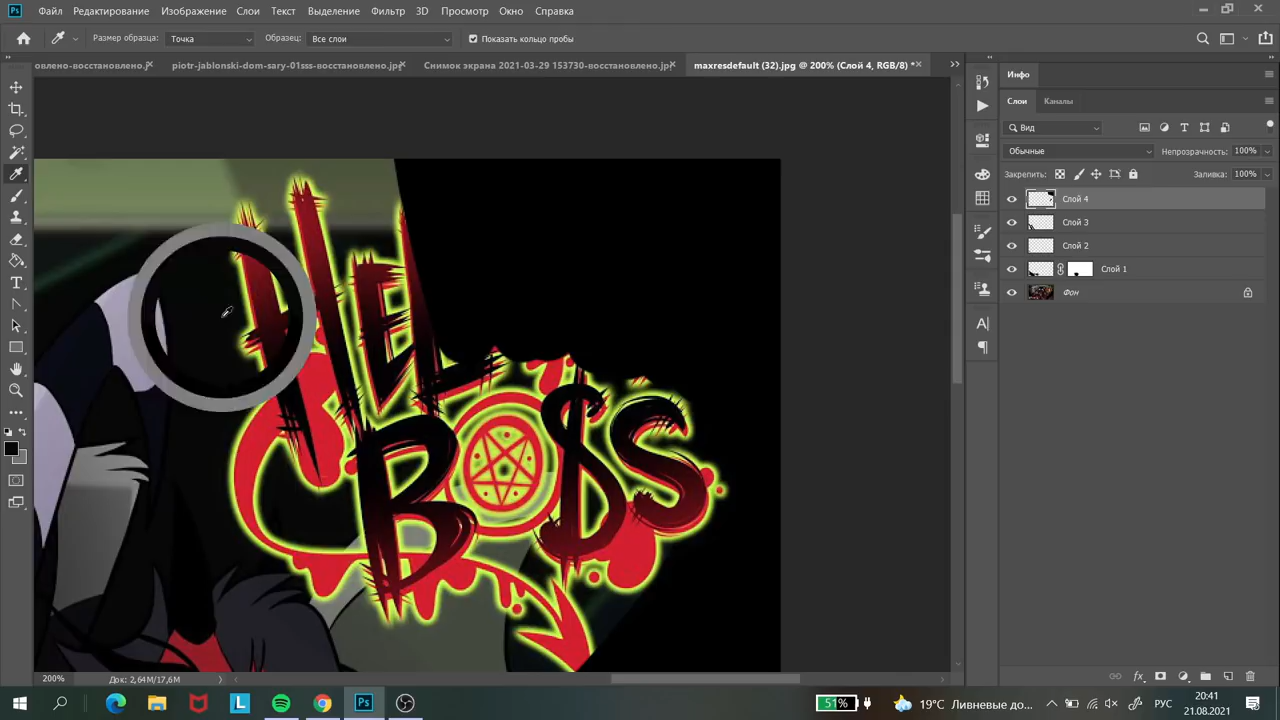 Ps Файл Редактирование Изображение Слои Текст Выделение Фильтр 3D Просмотр Окно Справка
Размер образца: Точка Образец: Все слои Показать кольцо пробы
овлено-восстановлено.j piotr-jablonski-dom-sary-01sss-восстановлено.jpg Снимок экрана 2021-03-29 153730-восстановлено.jp maxresdefault (32).jpg @ 200% (Слой 4, RGB/8) *
Инфо
Слои Каналы
Вид
Обычные Непрозрачность: 100%
Закрепить: Заливка: 100%
Слой 4
Слой 3
Слой 2
Слой 1
Фон
HEL
BOSS
200% Док: 2,64M/17,6M
L Ps 51% 19°C Ливневые до... РУС 20:41
21.08.2021